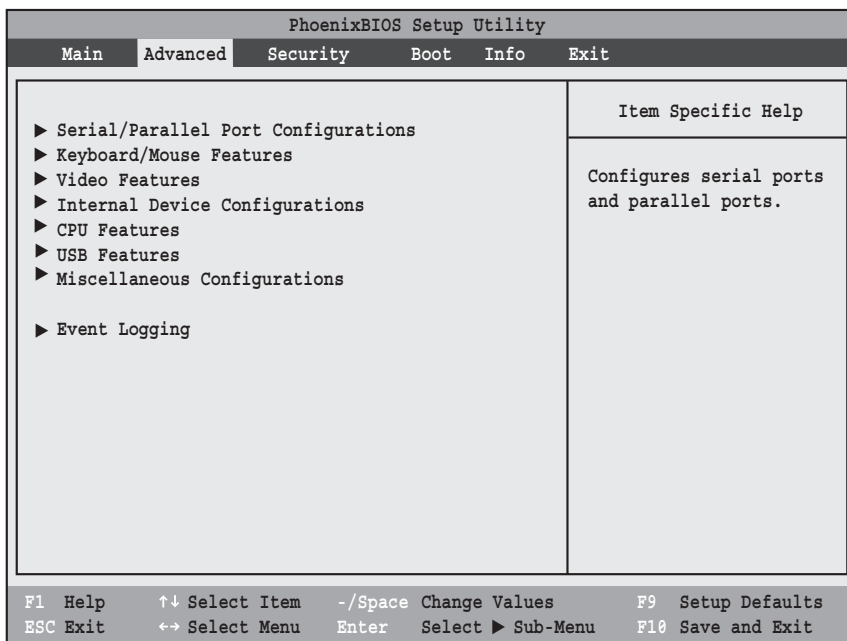 PhoenixBIOS Setup Utility
Main Advanced Security Boot Info Exit
▶ Serial/Parallel Port Configurations
▶ Keyboard/Mouse Features
▶ Video Features
▶ Internal Device Configurations
▶ CPU Features
▶ USB Features
▶ Miscellaneous Configurations
▶ Event Logging
Item Specific Help
Configures serial ports
and parallel ports.
F1 Help ↑↓ Select Item -/Space Change Values F9 Setup Defaults
ESC Exit ←→ Select Menu Enter Select ▶ Sub-Menu F10 Save and Exit